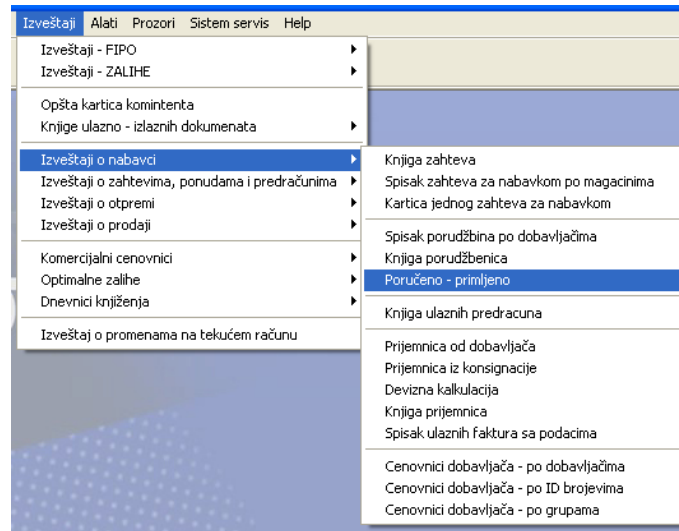 Izveštaji Alati Prozori Sistem servis Help
Izveštaji - FIPO
Izveštaji - ZALIHE
Opšta kartica komintenta
Knjige ulazno - izlaznih dokumenata
Izveštaji o nabavci
Izveštaji o zahtevima, ponudama i predračunima
Izveštaji o otpremi
Izveštaji o prodaji
Komercijalni cenovnici
Optimalne zalihe
Dnevnici knjiženja
Izveštaj o promenama na tekućem računu
Knjiga zahteva
Spisak zahteva za nabavkom po magacinima
Kartica jednog zahteva za nabavkom
Spisak porudžbina po dobavljačima
Knjiga porudžbenica
Poručeno - primljeno
Knjiga ulaznih predracuna
Prijemnica od dobavljača
Prijemnica iz konsignacije
Devizna kalkulacija
Knjiga prijemnica
Spisak ulaznih faktura sa podacima
Cenovnici dobavljača - po dobavljačima
Cenovnici dobavljača - po ID brojevima
Cenovnici dobavljača - po grupama